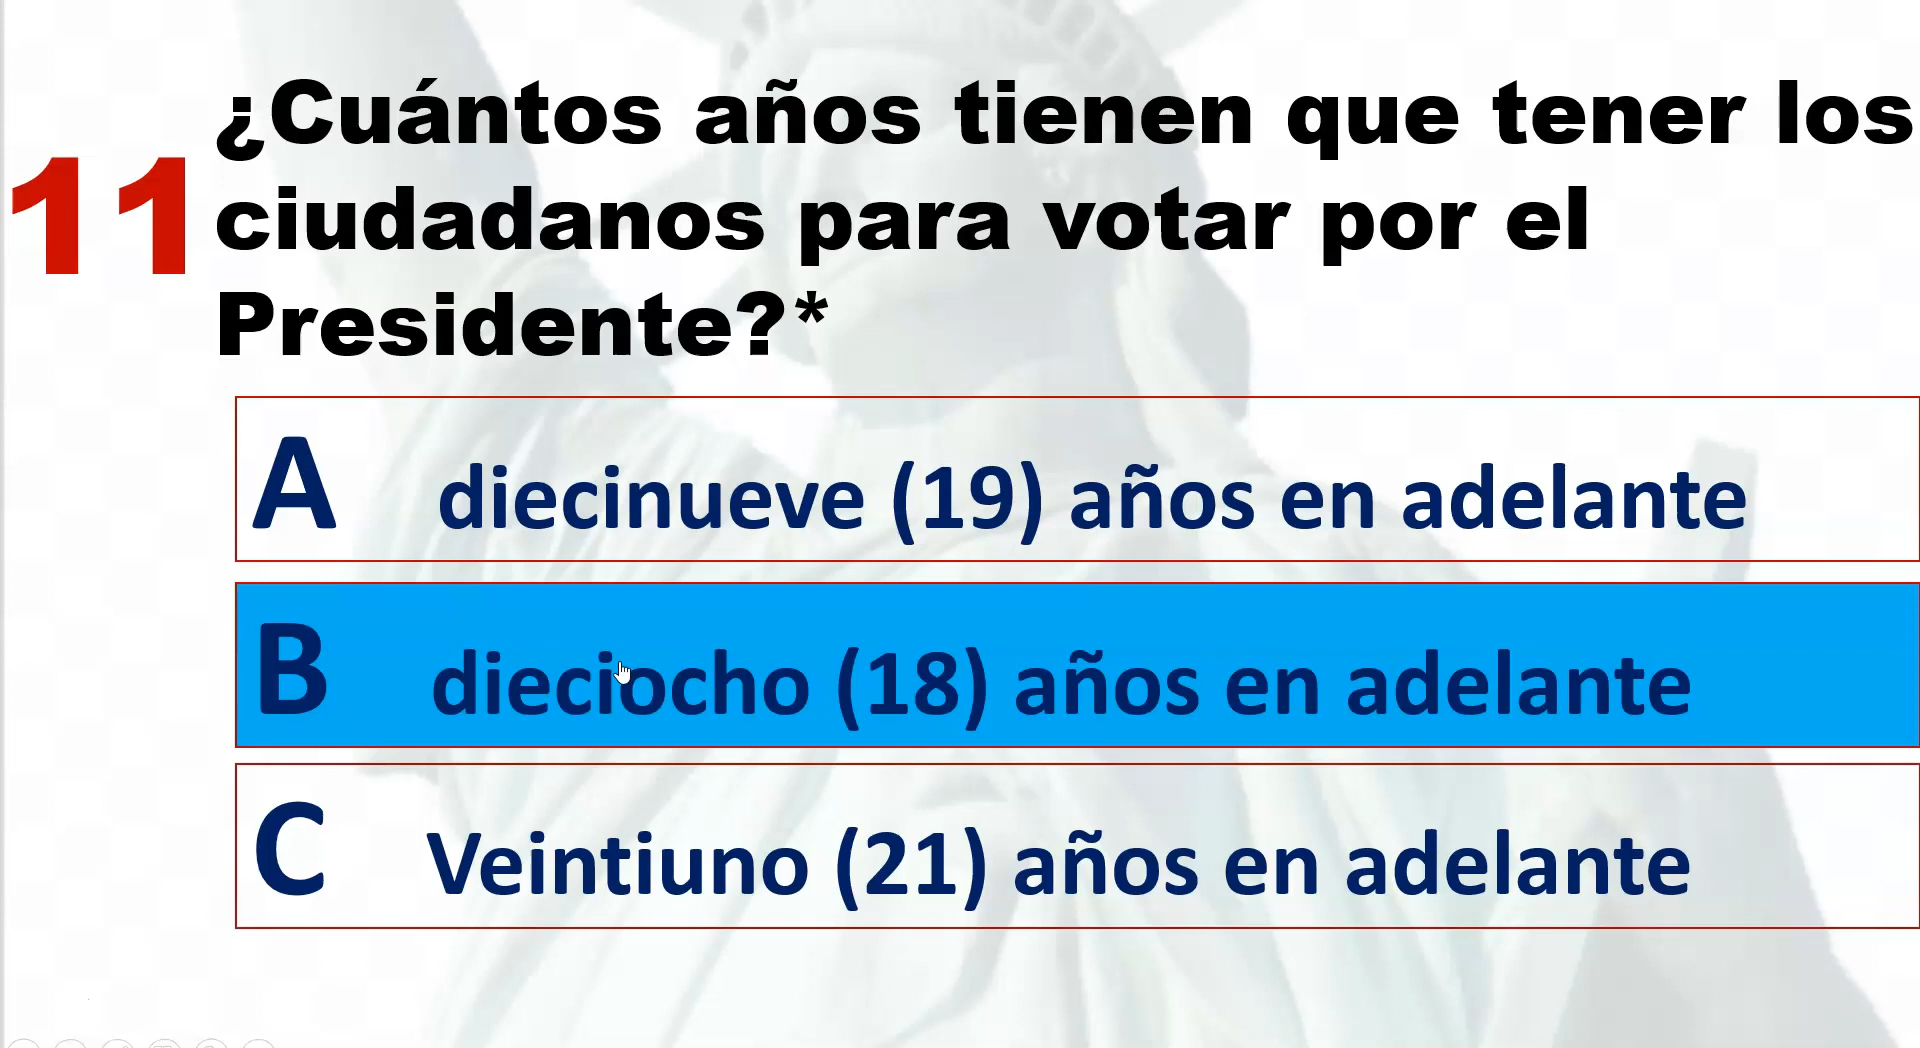 11
¿Cuántos años tienen que tener los
ciudadanos para votar por el
Presidente?*
A diecinueve (19) años en adelante
B dieciocho (18) años en adelante
C Veintiuno (21) años en adelante